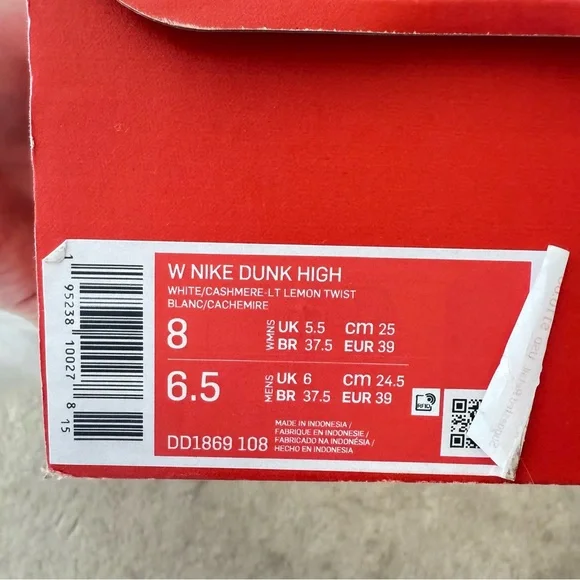 W NIKE DUNK HIGH
WHITE/CASHMERE-LT LEMON TWIST
BLANC/CACHEMIRE
8 WMNS UK 5.5 cm 25
BR 37.5 EUR 39
6.5 MENS UK 6 cm 24.5
BR 37.5 EUR 39
RFID
DD1869 108
MADE IN INDONESIA /
FABRIQUE EN INDONESIE /
FABRICADO NA INDONÉSIA /
HECHO EN INDONESIA
1 95238 10027 8 15